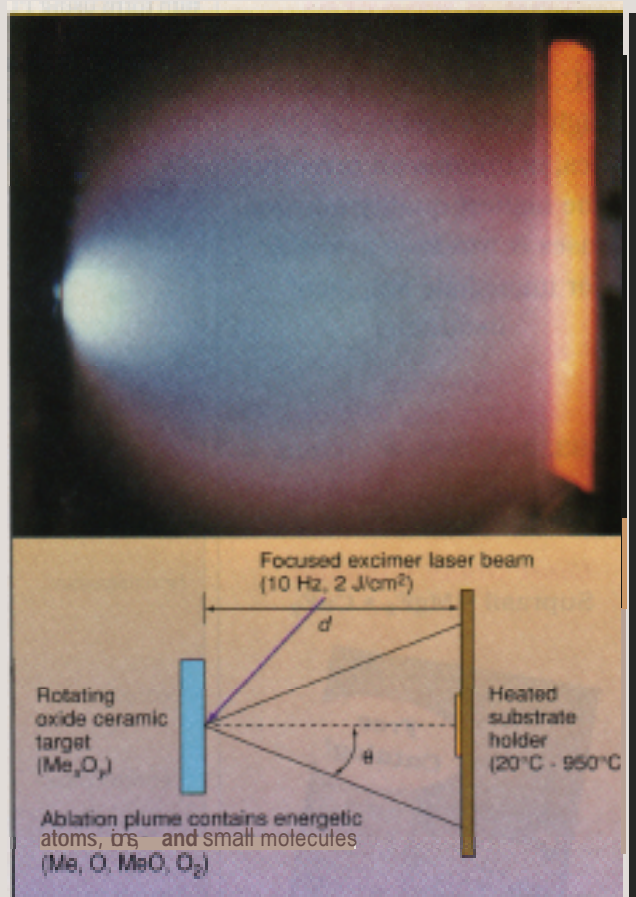 Focused excimer laser beam
(10 Hz, 2 J/cm²)
d
Rotating
oxide ceramic
target
(MeₓOᵧ)
θ
Heated
substrate
holder
(20°C - 950°C
Ablation plume contains energetic
atoms, ions, and small molecules
(Me, O, MeO, O₂)